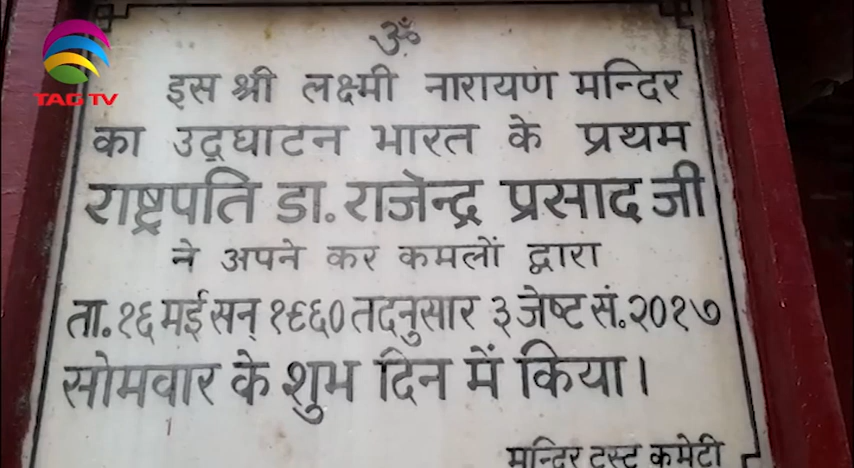 TAG TV
ॐ
इस श्री लक्ष्मी नारायण मन्दिर
का उद्घाटन भारत के प्रथम
राष्ट्रपति डा. राजेन्द्र प्रसाद जी
ने अपने कर कमलों द्वारा
ता. १६ मई सन् १९६० तदनुसार ३ जेष्ट सं. २०१७
सोमवार के शुभ दिन में किया।
मन्दिर ट्रस्ट कमेटी